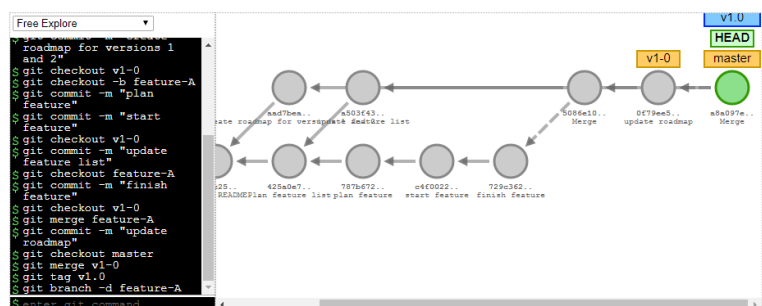 Free Explore
$ git commit -m "create
roadmap for versions 1
and 2"
$ git checkout v1-0
$ git checkout -b feature-A
$ git commit -m "plan
feature"
$ git commit -m "start
feature"
$ git checkout v1-0
$ git commit -m "update
feature list"
$ git checkout feature-A
$ git commit -m "finish
feature"
$ git checkout v1-0
$ git merge feature-A
$ git commit -m "update
roadmap"
$ git checkout master
$ git merge v1-0
$ git tag v1.0
$ git branch -d feature-A
$ enter git command
v1.0
HEAD
v1-0
master
aad7bea..
a503f43..
5086e10..
0f79ee5..
a8a097e..
eate roadmap for
feature list
Merge
update roadmap
Merge
c25..
425a0e7..
787b672..
c4f0022..
729c362..
README
Plan feature list
plan feature
start feature
finish feature